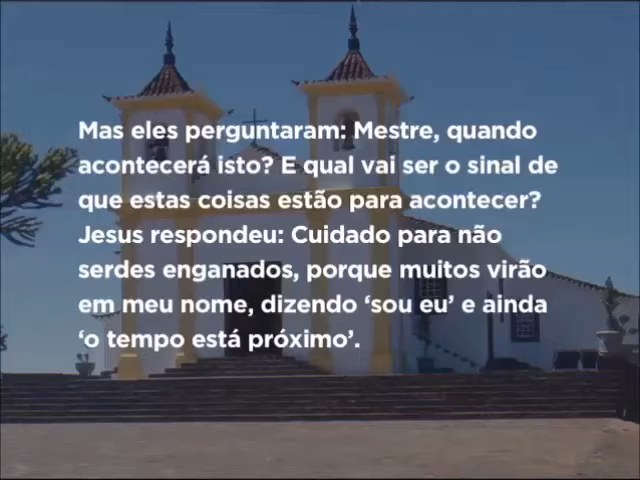 Mas eles perguntaram: Mestre, quando
acontecerá isto? E qual vai ser o sinal de
que estas coisas estão para acontecer?
Jesus respondeu: Cuidado para não
serdes enganados, porque muitos virão
em meu nome, dizendo ‘sou eu’ e ainda
‘o tempo está próximo’.